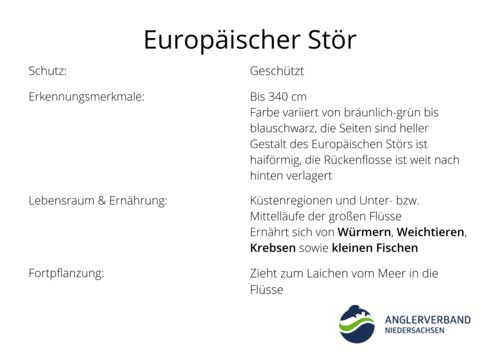 Europäischer Stör
Schutz:
Geschützt
Erkennungsmerkmale:
Bis 340 cm
Farbe variiert von bräunlich-grün bis
blauschwarz, die Seiten sind heller
Gestalt des Europäischen Störs ist
haiförmig, die Rückenflosse ist weit nach
hinten verlagert
Lebensraum & Ernährung:
Küstenregionen und Unter- bzw.
Mittelläufe der großen Flüsse
Ernährt sich von Würmern, Weichtieren,
Krebsen sowie kleinen Fischen
Fortpflanzung:
Zieht zum Laichen vom Meer in die
Flüsse
ANGLERVERBAND
NIEDERSACHSEN